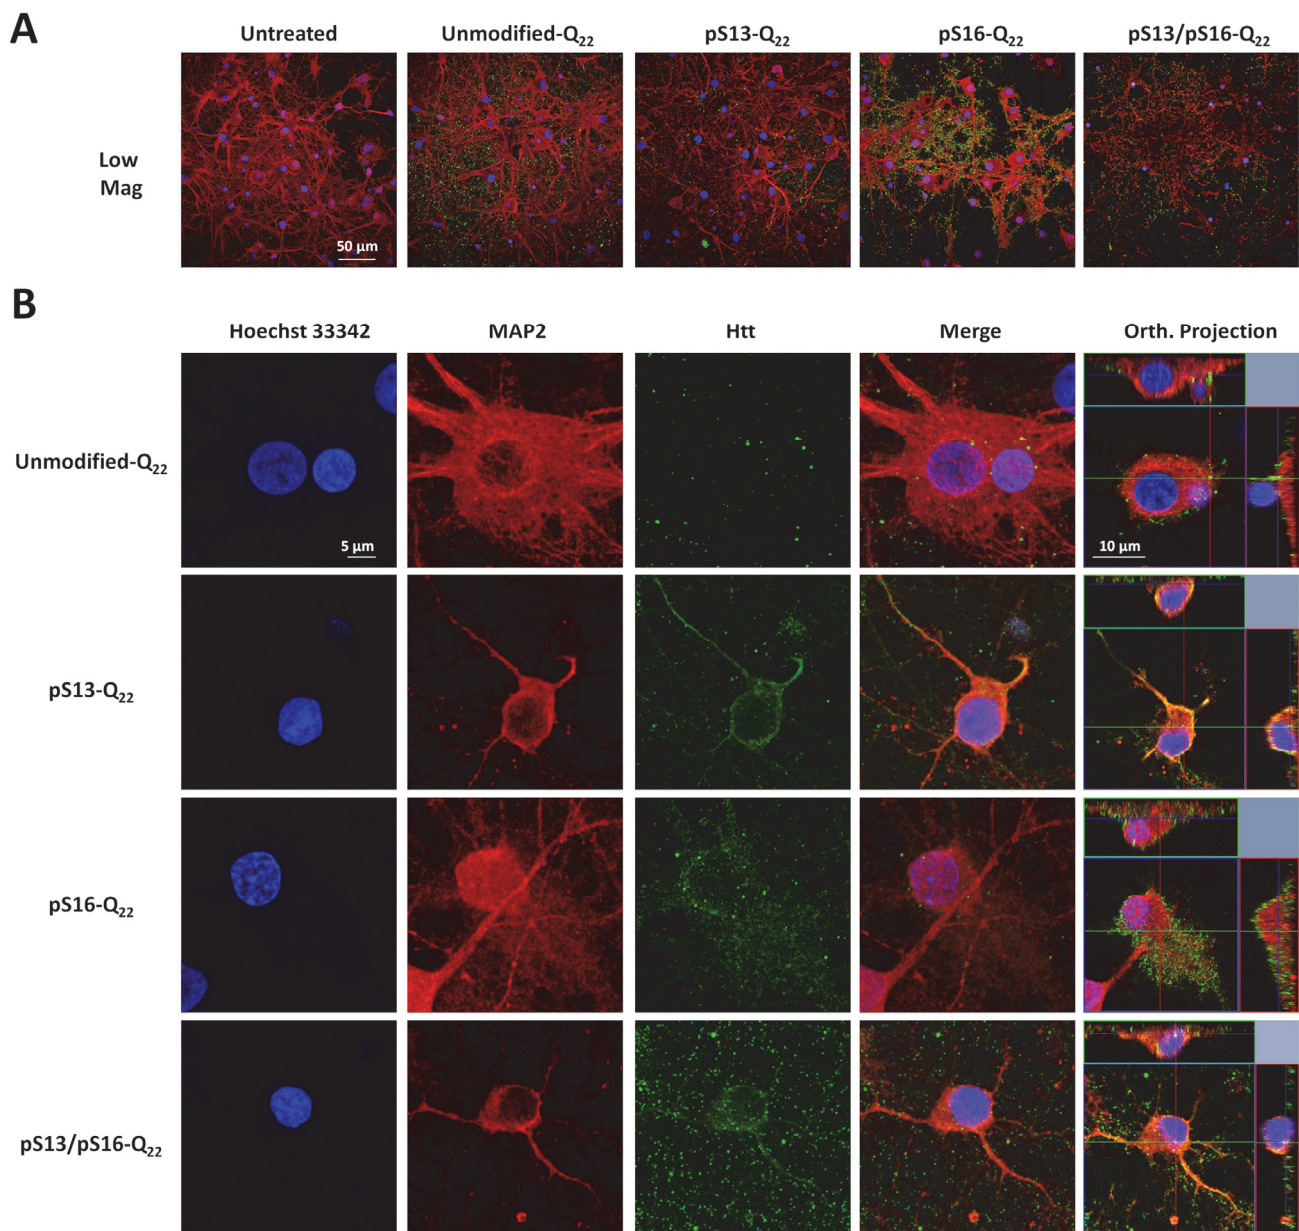 A
Untreated
Unmodified-Q₂₂
pS13-Q₂₂
pS16-Q₂₂
pS13/pS16-Q₂₂
Low
Mag
50 μm
B
Hoechst 33342
MAP2
Htt
Merge
Orth. Projection
Unmodified-Q₂₂
5 μm
10 μm
pS13-Q₂₂
pS16-Q₂₂
pS13/pS16-Q₂₂